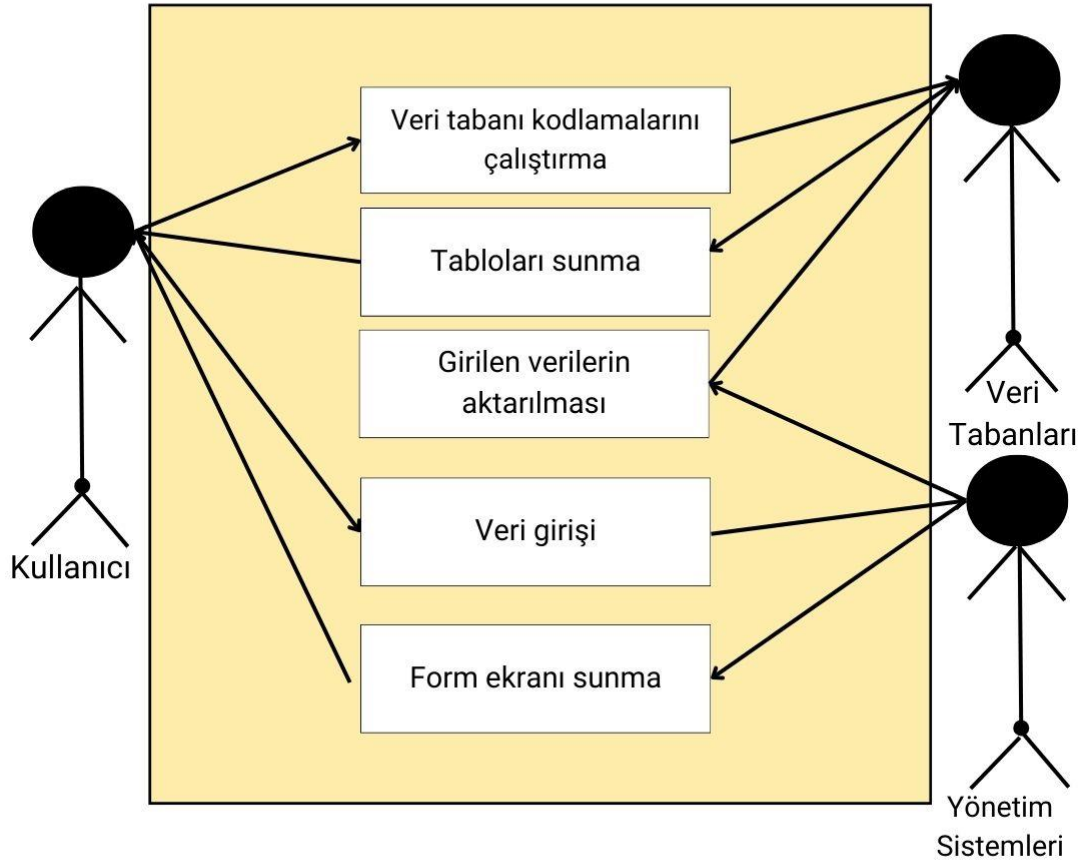 Veri tabanı kodlamalarını
çalıştırma
Tabloları sunma
Girilen verilerin
aktarılması
Veri girişi
Form ekranı sunma
Kullanıcı
Veri
Tabanları
Yönetim
Sistemleri